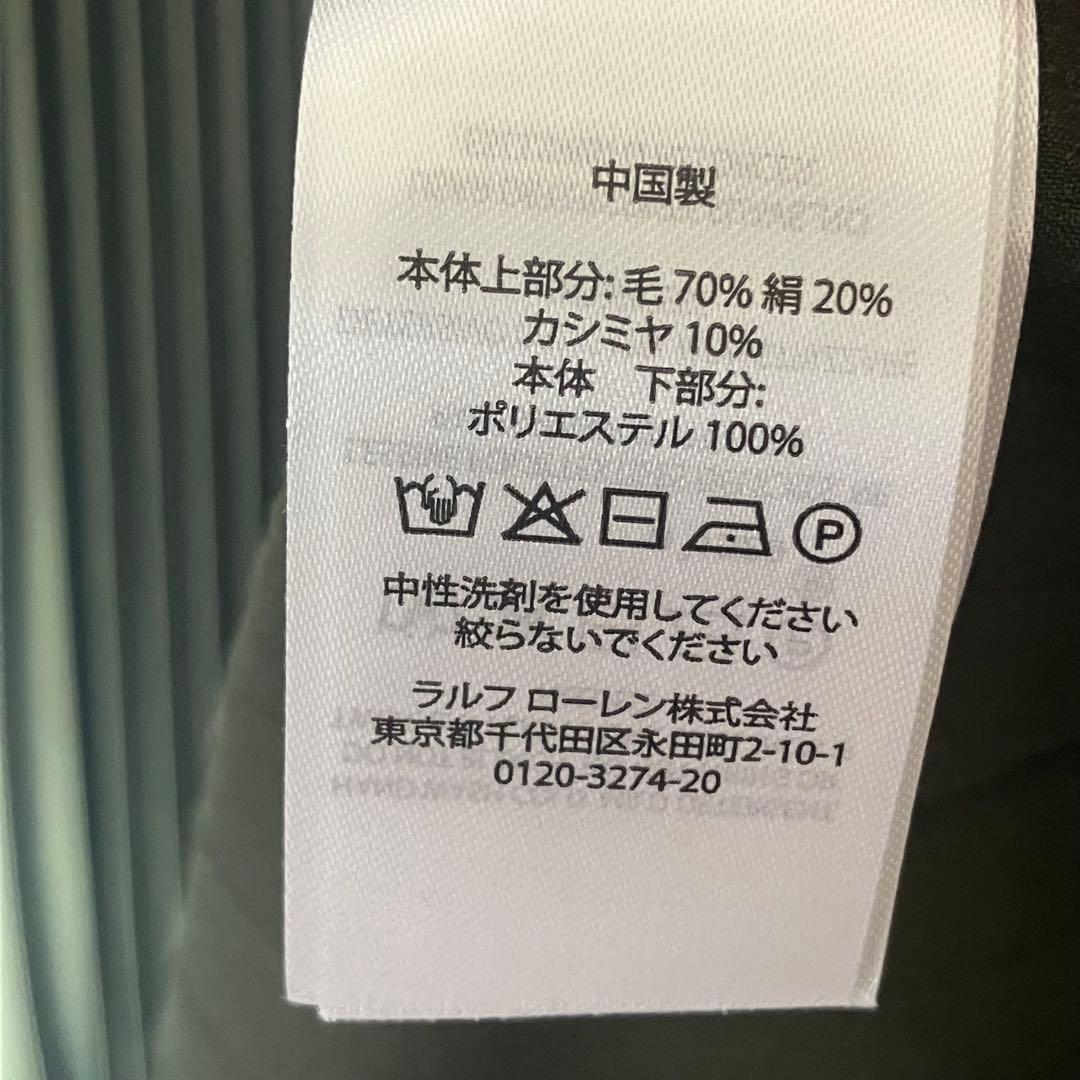 中国製
本体上部分: 毛 70% 絹 20%
カシミヤ 10%
本体　下部分:
ポリエステル 100%
P
中性洗剤を使用してください
絞らないでください
ラルフ ローレン株式会社
東京都千代田区永田町2-10-1
0120-3274-20